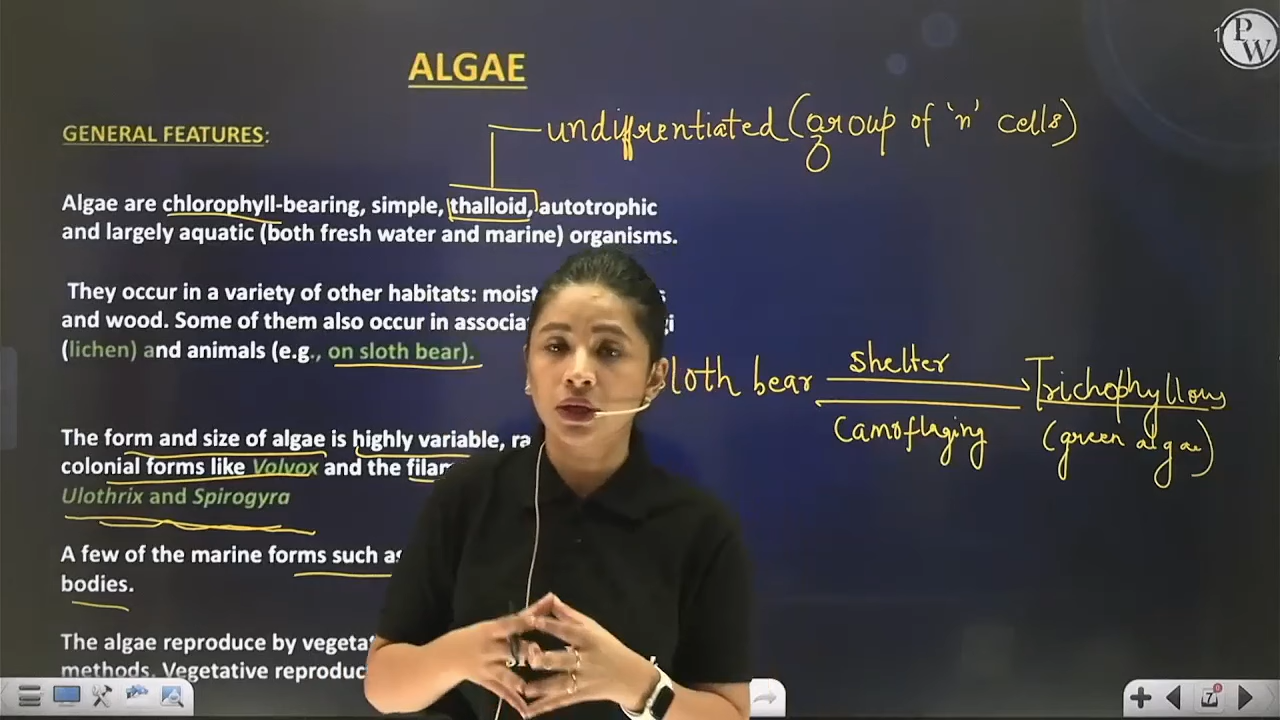 PW
ALGAE
GENERAL FEATURES:
undiffrentiated (group of 'n' cells)
Algae are chlorophyll-bearing, simple, thalloid, autotrophic
and largely aquatic (both fresh water and marine) organisms.
They occur in a variety of other habitats: moist
and wood. Some of them also occur in associa
(lichen) and animals (e.g., on sloth bear).
loth bear
shelter
Trichophyllous
Camoflaging
(green algae)
The form and size of algae is highly variable, ra
colonial forms like Volvox and the filam
Ulothrix and Spirogyra
A few of the marine forms such as
bodies.
The algae reproduce by vegetat
methods. Vegetative reproduc
7